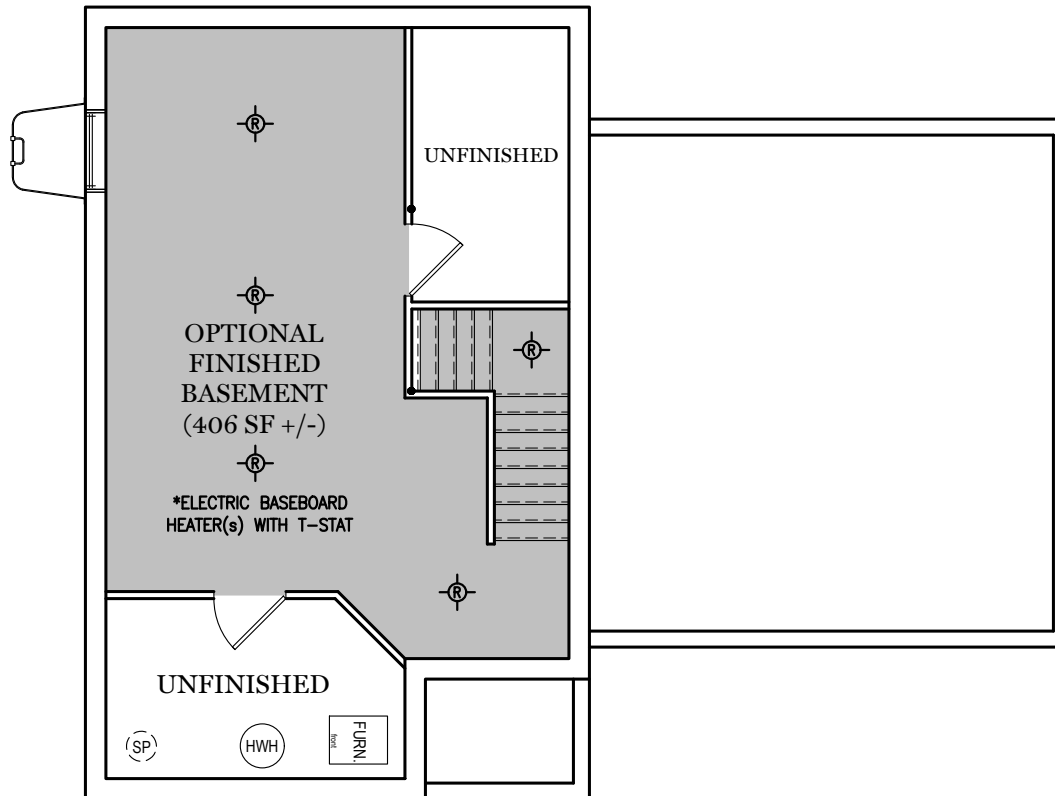 R
UNFINISHED
R
R
OPTIONAL
FINISHED
BASEMENT
(406 SF +/-)
R
*ELECTRIC BASEBOARD
HEATER(s) WITH T-STAT
R
UNFINISHED
SP
HWH
FURN.
front